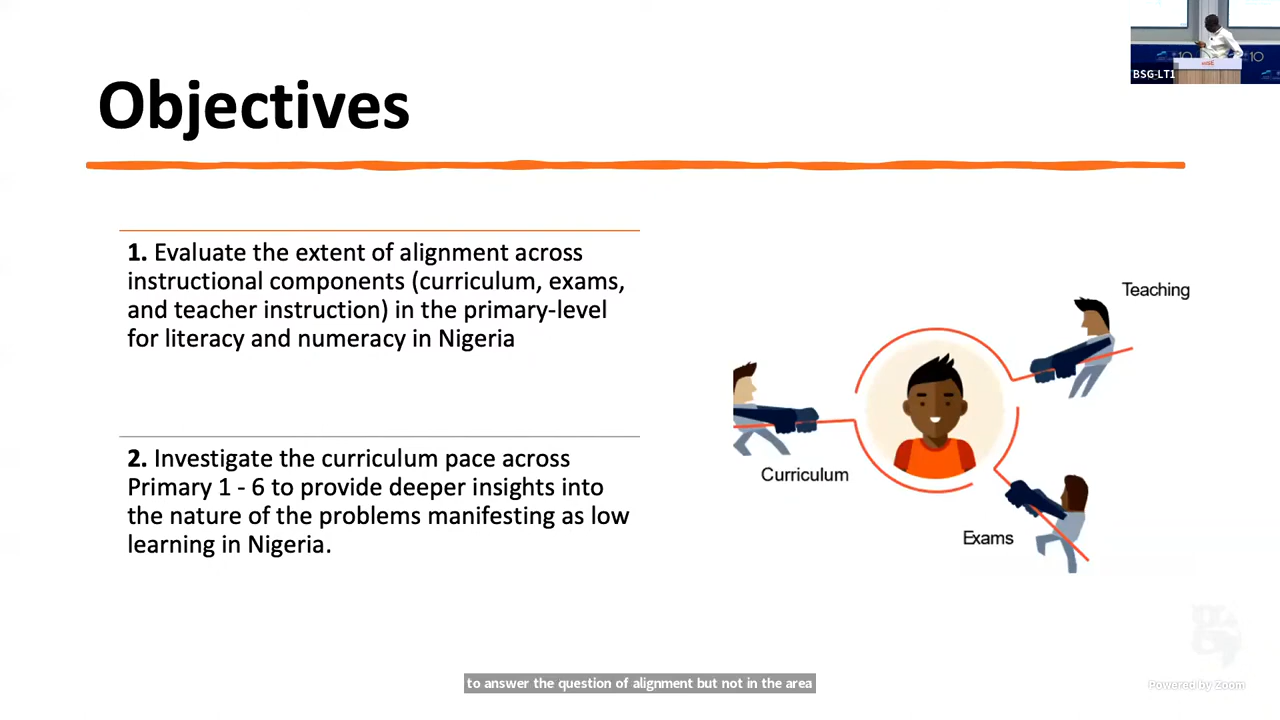 BSG-LT1
Objectives
1. Evaluate the extent of alignment across
instructional components (curriculum, exams,
and teacher instruction) in the primary-level
for literacy and numeracy in Nigeria
2. Investigate the curriculum pace across
Primary 1 - 6 to provide deeper insights into
the nature of the problems manifesting as low
learning in Nigeria.
Teaching
Curriculum
Exams
to answer the question of alignment but not in the area
Powered by Zoom